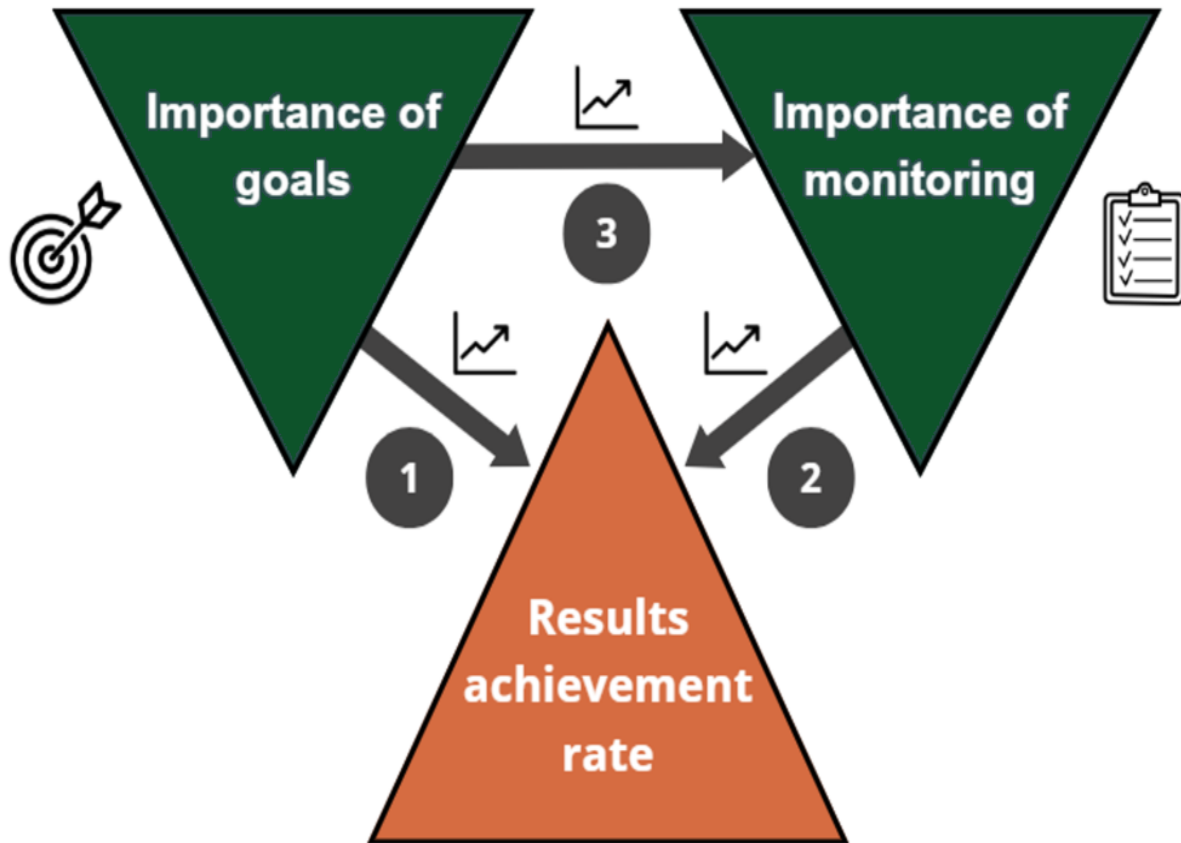 Importance of
goals
Importance of
monitoring
3
1
2
Results
achievement
rate